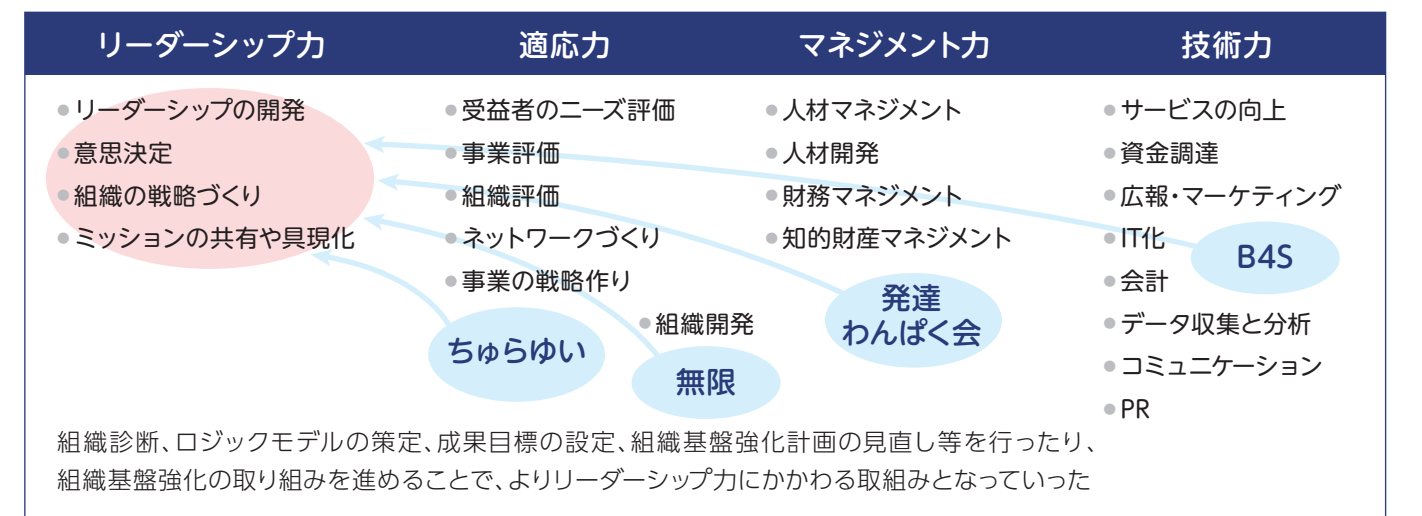 リーダーシップ力
適応力
マネジメント力
技術力
●リーダーシップの開発
●意思決定
●組織の戦略づくり
●ミッションの共有や具現化
●受益者のニーズ評価
●事業評価
●組織評価
●ネットワークづくり
●事業の戦略作り
●組織開発
●人材マネジメント
●人材開発
●財務マネジメント
●知的財産マネジメント
●サービスの向上
●資金調達
●広報・マーケティング
●IT化
●会計
●データ収集と分析
●コミュニケーション
●PR
ちゅらゆい
無限
発達
わんぱく会
B4S
組織診断、ロジックモデルの策定、成果目標の設定、組織基盤強化計画の見直し等を行ったり、
組織基盤強化の取り組みを進めることで、よりリーダーシップ力にかかわる取組みとなっていった